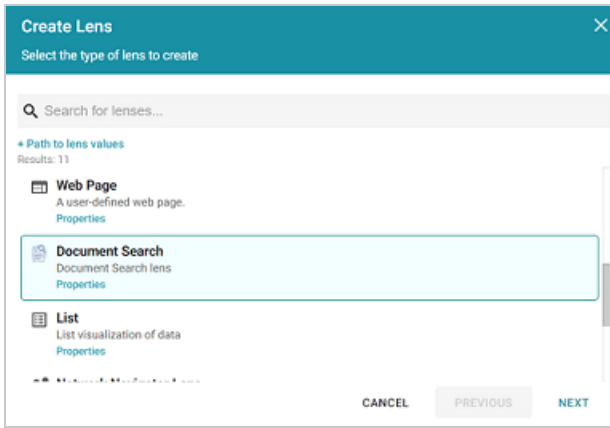 Create Lens
Select the type of lens to create
Search for lenses...
+ Path to lens values
Results: 11
Web Page
A user-defined web page.
Properties
Document Search
Document Search lens
Properties
List
List visualization of data
Properties
CANCEL PREVIOUS NEXT